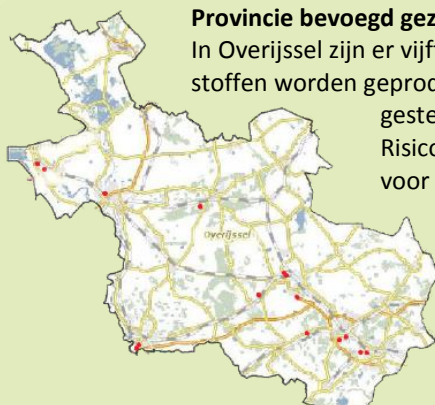 Provincie bevoegd gez
In Overijssel zijn er vijf
stoffen worden geprod
geste
Risico
voor
Overijssel